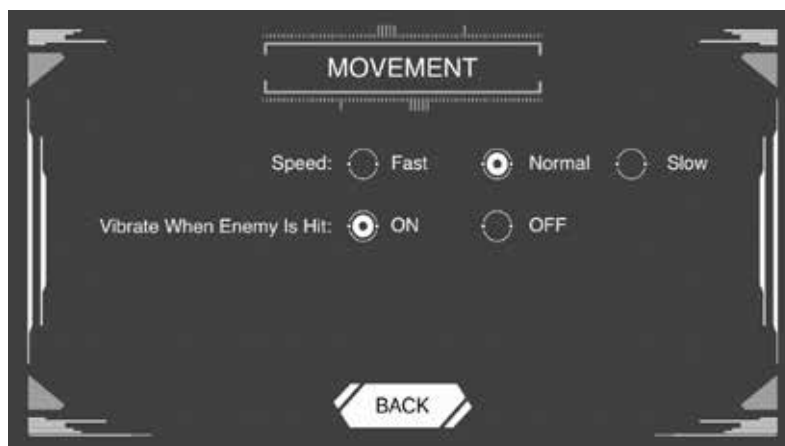 MOVEMENT
Speed: Fast Normal Slow
Vibrate When Enemy Is Hit: ON OFF
BACK